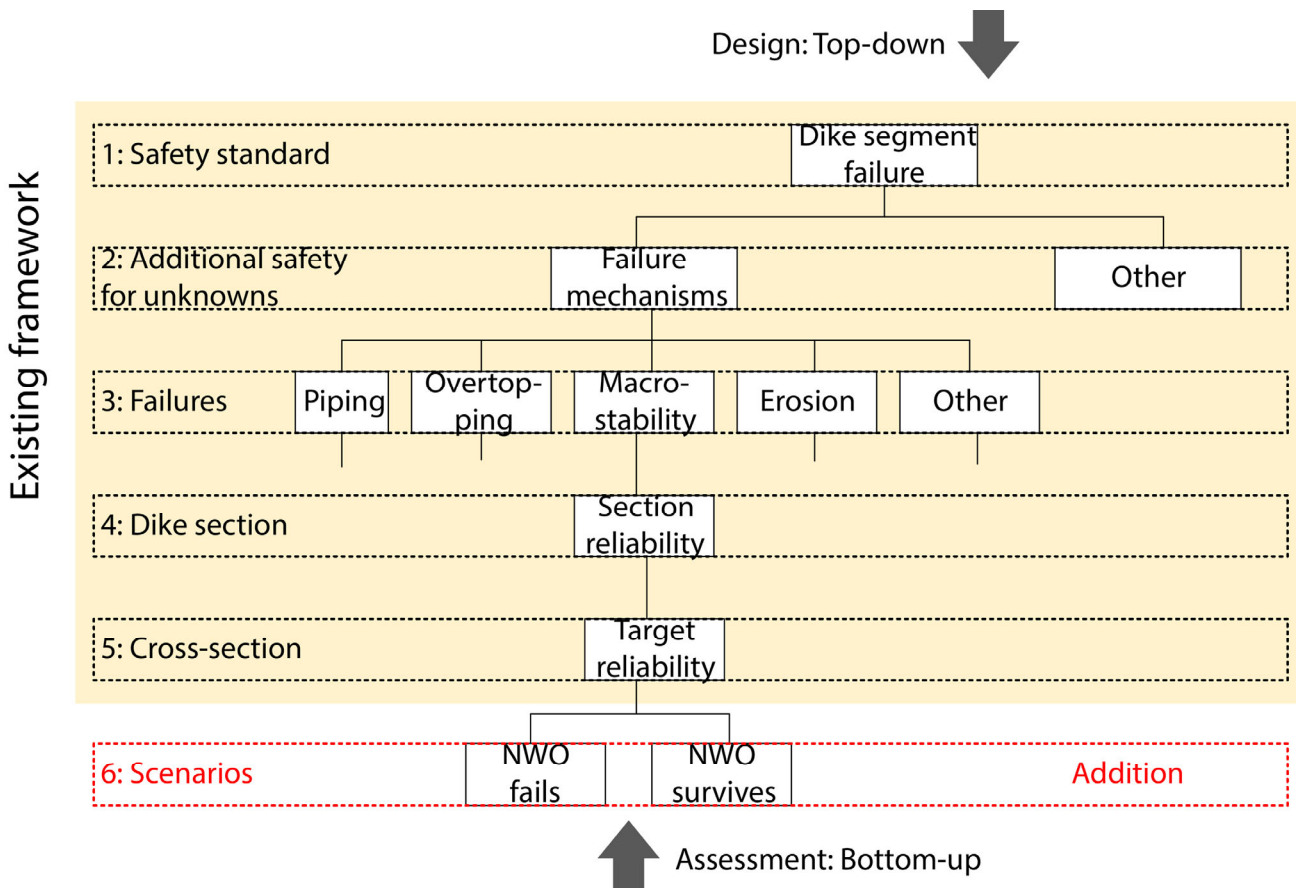 Design: Top-down
Existing framework
1: Safety standard
Dike segment
failure
2: Additional safety
for unknowns
Failure
mechanisms
Other
3: Failures
Piping
Overtop-
ping
Macro-
stability
Erosion
Other
4: Dike section
Section
reliability
5: Cross-section
Target
reliability
6: Scenarios
NWO
fails
NWO
survives
Addition
Assessment: Bottom-up